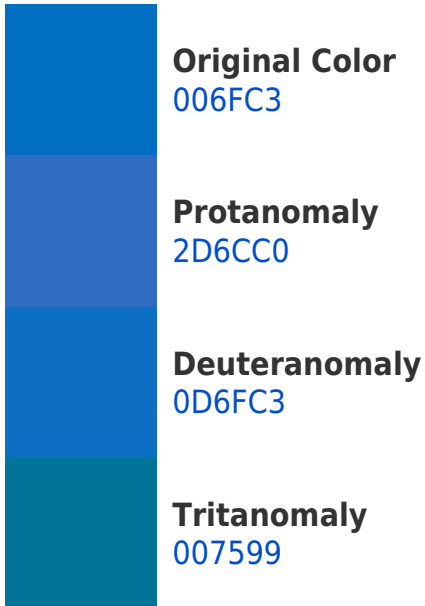 Original Color
006FC3
Protanomaly
2D6CC0
Deuteranomaly
0D6FC3
Tritanomaly
007599